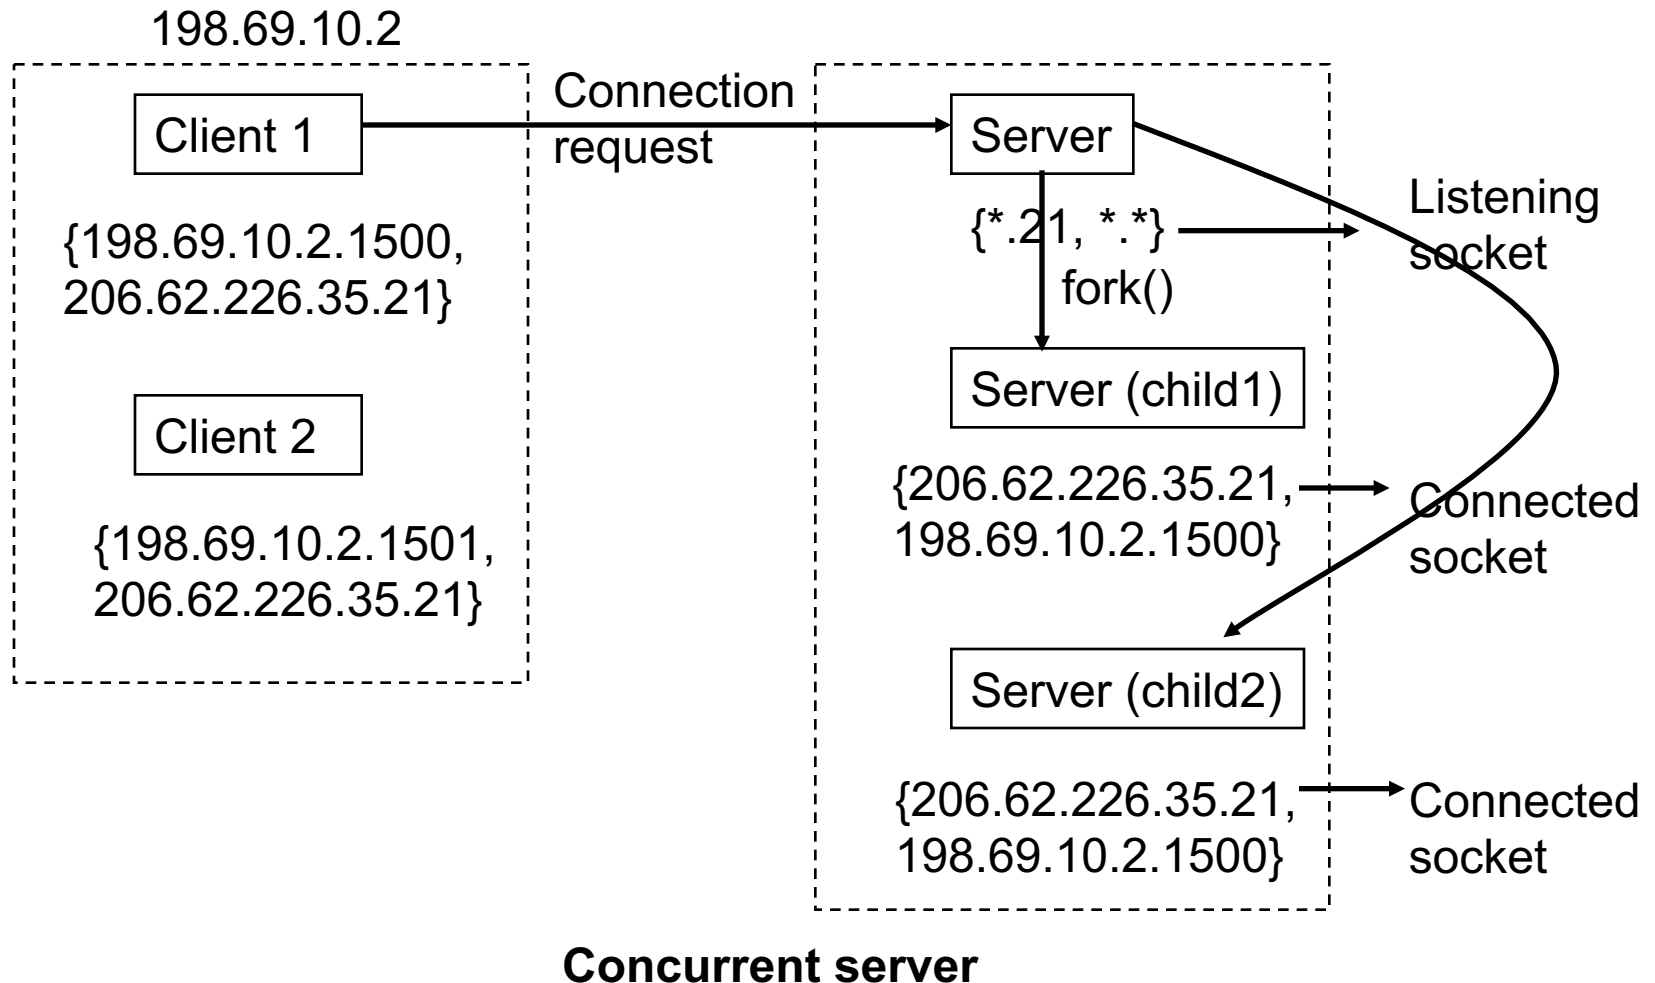 198.69.10.2
Client 1
Connection
request
Server
{198.69.10.2.1500,
206.62.226.35.21}
{*.21, *.*}
fork()
Listening
socket
Server (child1)
Client 2
{206.62.226.35.21,
198.69.10.2.1500}
Connected
socket
{198.69.10.2.1501,
206.62.226.35.21}
Server (child2)
{206.62.226.35.21,
198.69.10.2.1500}
Connected
socket
Concurrent server